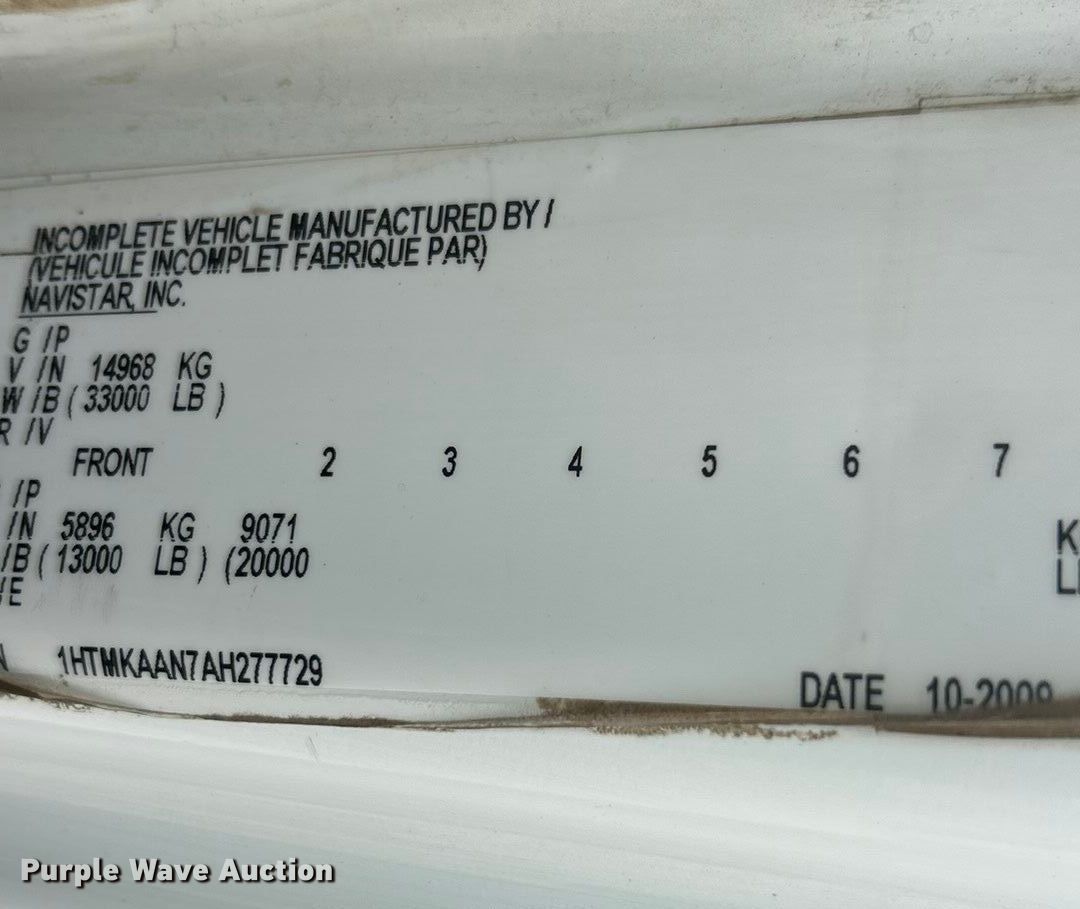 INCOMPLETE VEHICLE MANUFACTURED BY /
(VEHICULE INCOMPLET FABRIQUE PAR)
NAVISTAR, INC.
G /P
V /N 14968 KG
W /B ( 33000 LB )
R /V
FRONT 2 3 4 5 6 7
/P
/N 5896 KG 9071
/B ( 13000 LB ) (20000
/E
N 1HTMKAAN7AH277729
DATE 10-2009
Purple Wave Auction